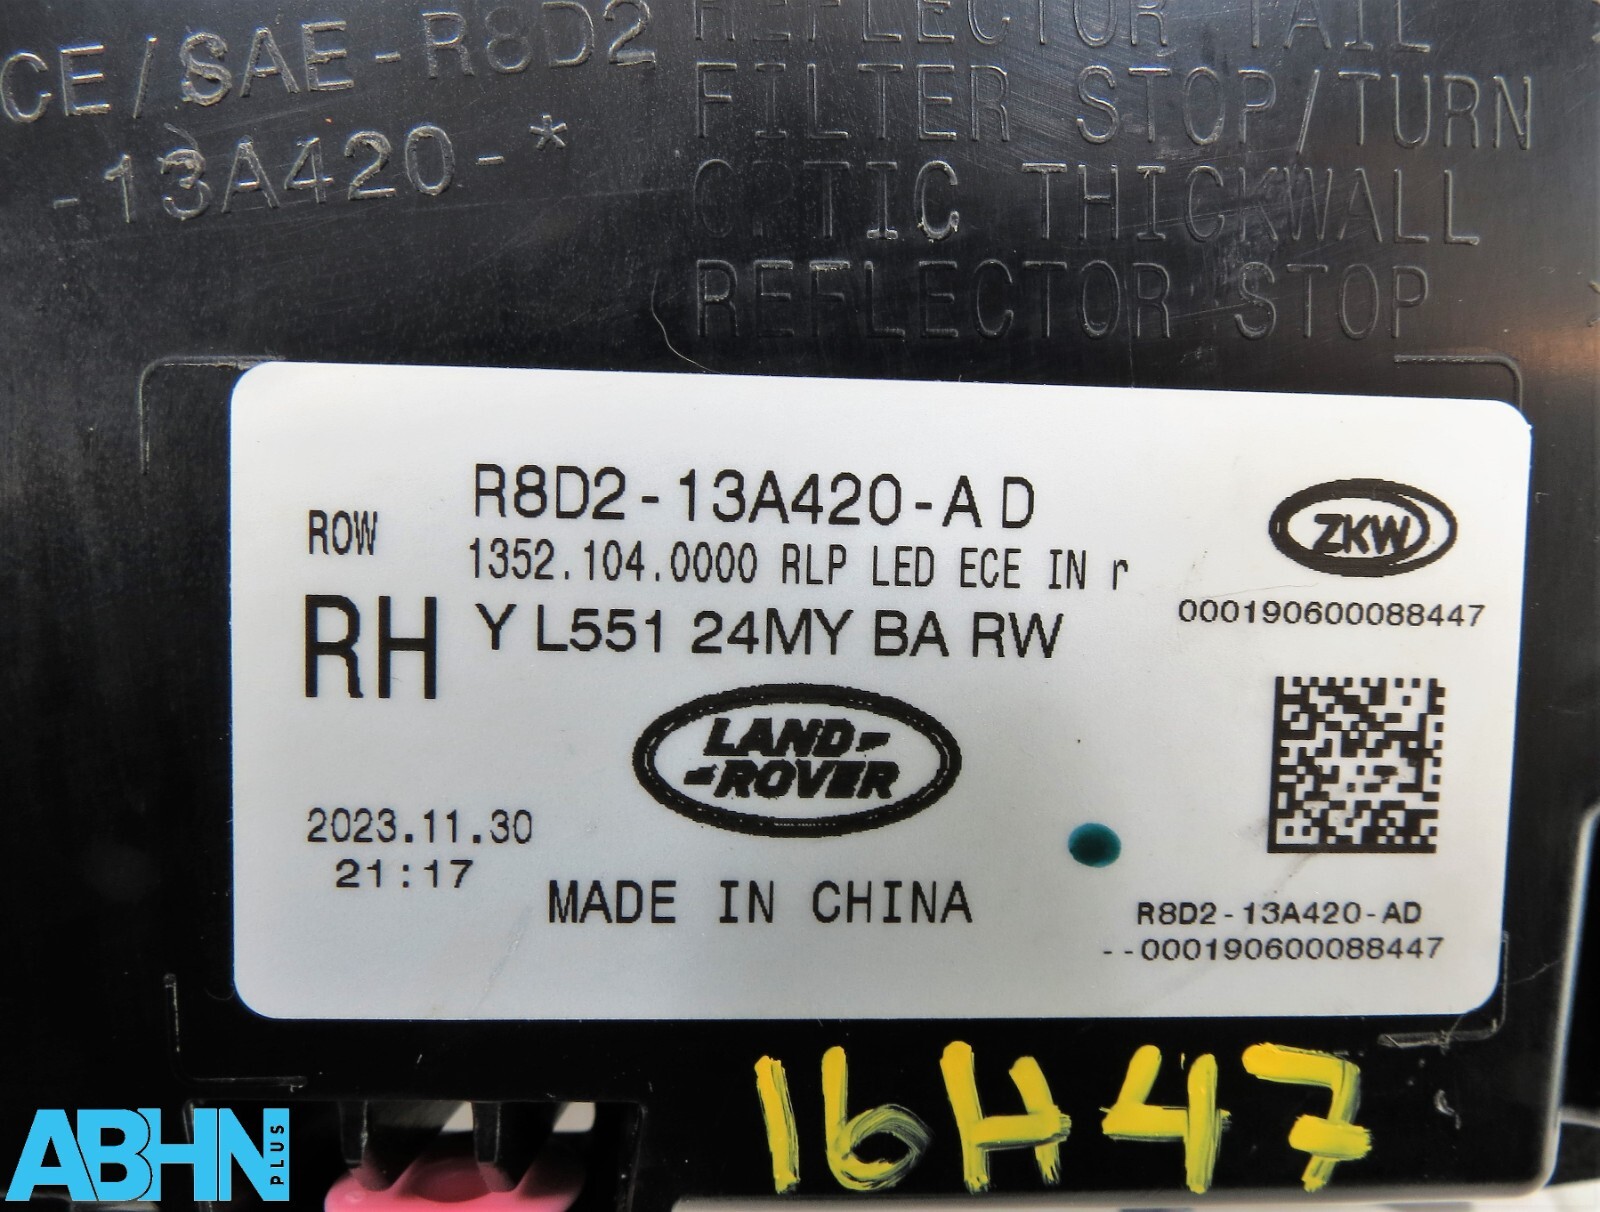 CE/SAE-R8D2
-13A420-*
REFLECTOR TAIL
FILTER STOP/TURN
OPTIC THICKWALL
REFLECTOR STOP
R8D2-13A420-AD
ROW
1352.104.0000 RLP LED ECE IN r
RH
Y L551 24MY BA RW
ZKW
000190600088447
LAND-
-ROVER
2023.11.30
21:17
MADE IN CHINA
R8D2-13A420-AD
--000190600088447
16H47
ABHN PLUS